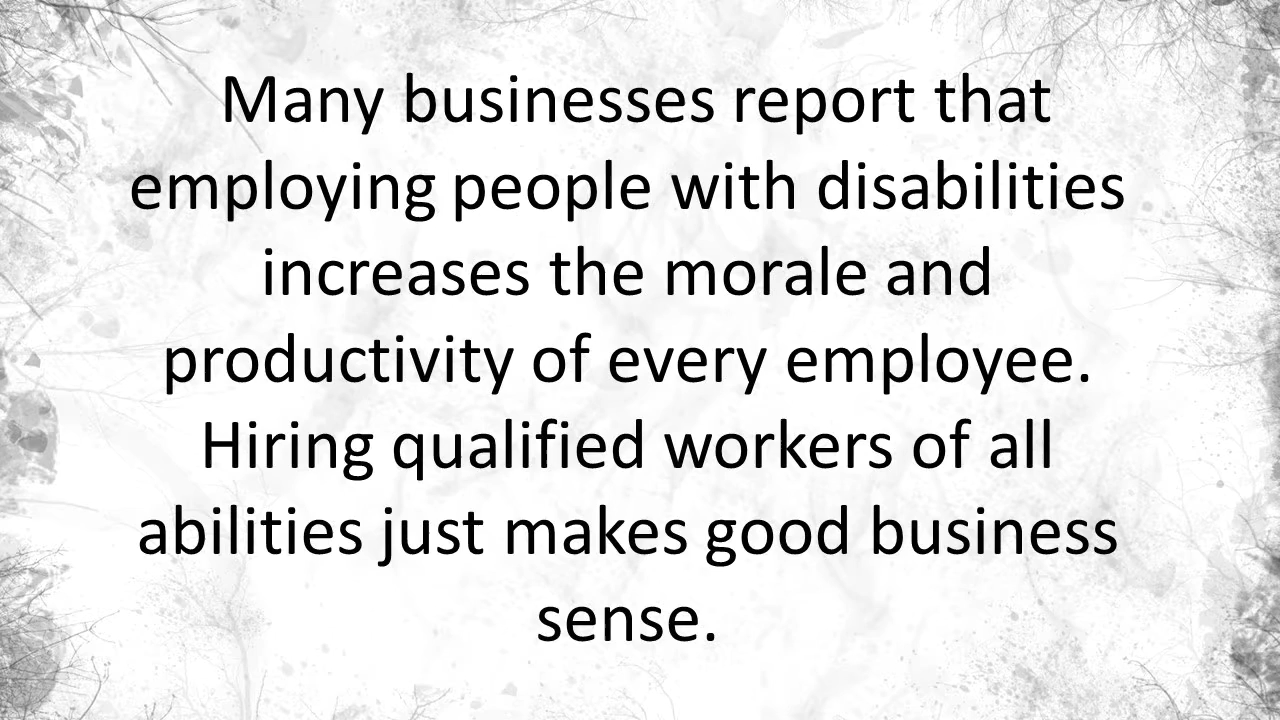 Many businesses report that
employing people with disabilities
increases the morale and
productivity of every employee.
Hiring qualified workers of all
abilities just makes good business
sense.